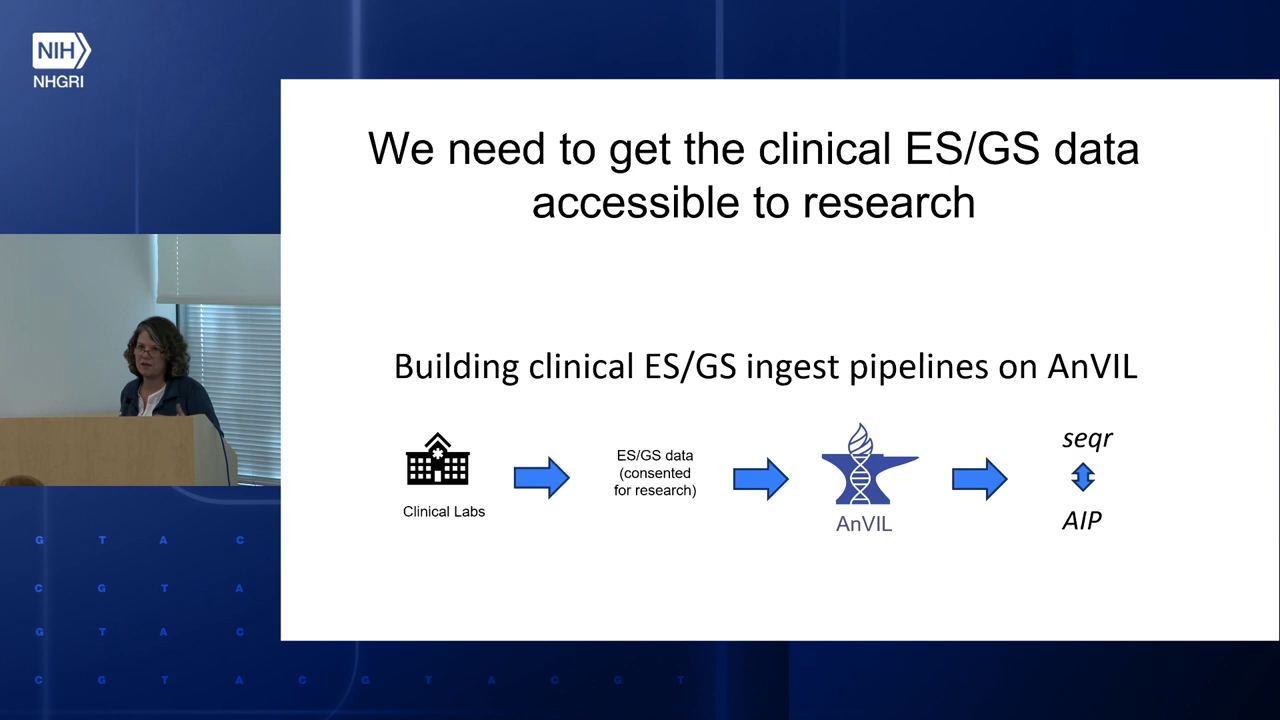 NIH
NHGRI
We need to get the clinical ES/GS data
accessible to research
Building clinical ES/GS ingest pipelines on AnVIL
Clinical Labs
ES/GS data
(consented
for research)
AnVIL
seqr
AIP
G T A C
C G T A
G T A C
C G T A C G T A C G T